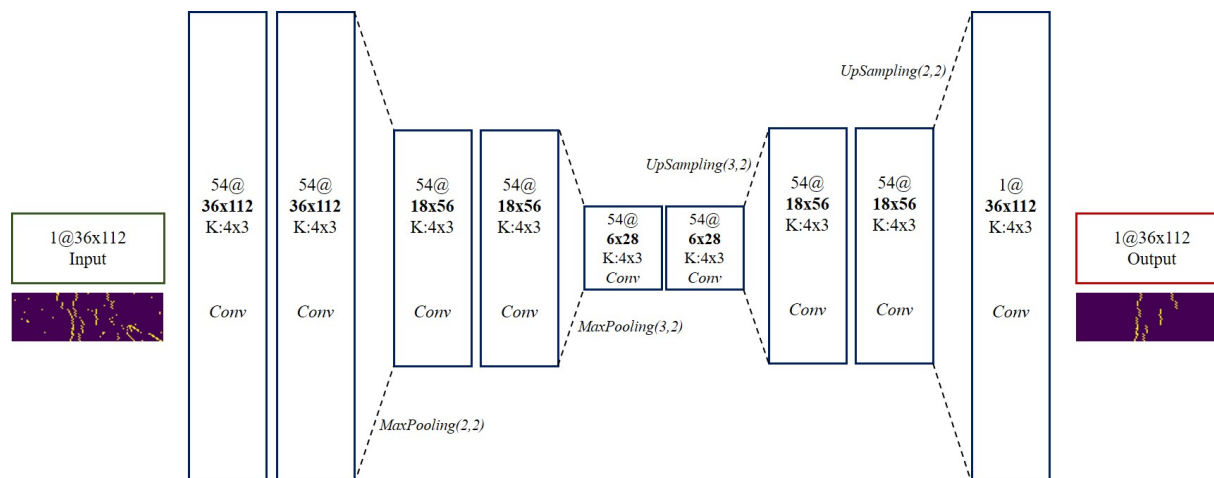 1@36x112
Input
54@
36x112
K:4x3
Conv
54@
36x112
K:4x3
Conv
MaxPooling(2,2)
54@
18x56
K:4x3
Conv
54@
18x56
K:4x3
Conv
MaxPooling(3,2)
54@
6x28
K:4x3
Conv
54@
6x28
K:4x3
Conv
UpSampling(3,2)
54@
18x56
K:4x3
Conv
54@
18x56
K:4x3
Conv
UpSampling(2,2)
1@
36x112
K:4x3
Conv
1@36x112
Output